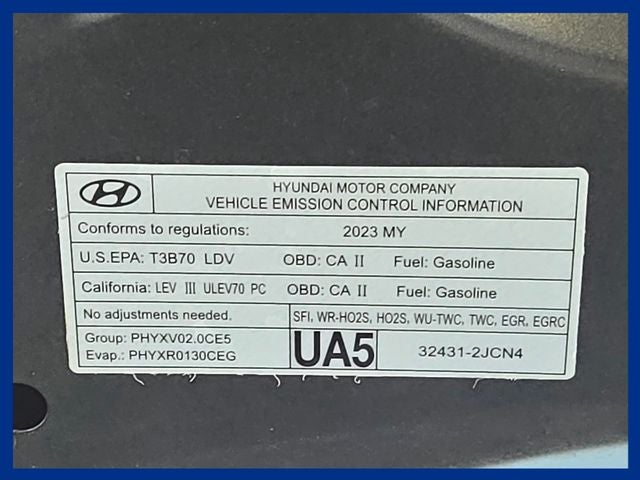 HYUNDAI MOTOR COMPANY
VEHICLE EMISSION CONTROL INFORMATION
Conforms to regulations: 2023 MY
U.S.EPA: T3B70 LDV OBD: CA II Fuel: Gasoline
California: LEV III ULEV70 PC OBD: CA II Fuel: Gasoline
No adjustments needed. SFI, WR-HO2S, HO2S, WU-TWC, TWC, EGR, EGRC
Group: PHYXV02.0CE5
Evap.: PHYXR0130CEG
UA5 32431-2JCN4